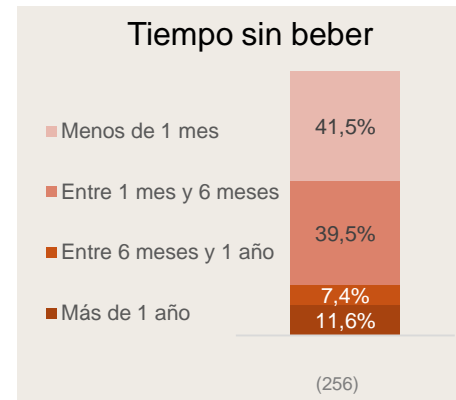 Tiempo sin beber
Menos de 1 mes
41,5%
Entre 1 mes y 6 meses
39,5%
Entre 6 meses y 1 año
7,4%
Más de 1 año
11,6%
(256)